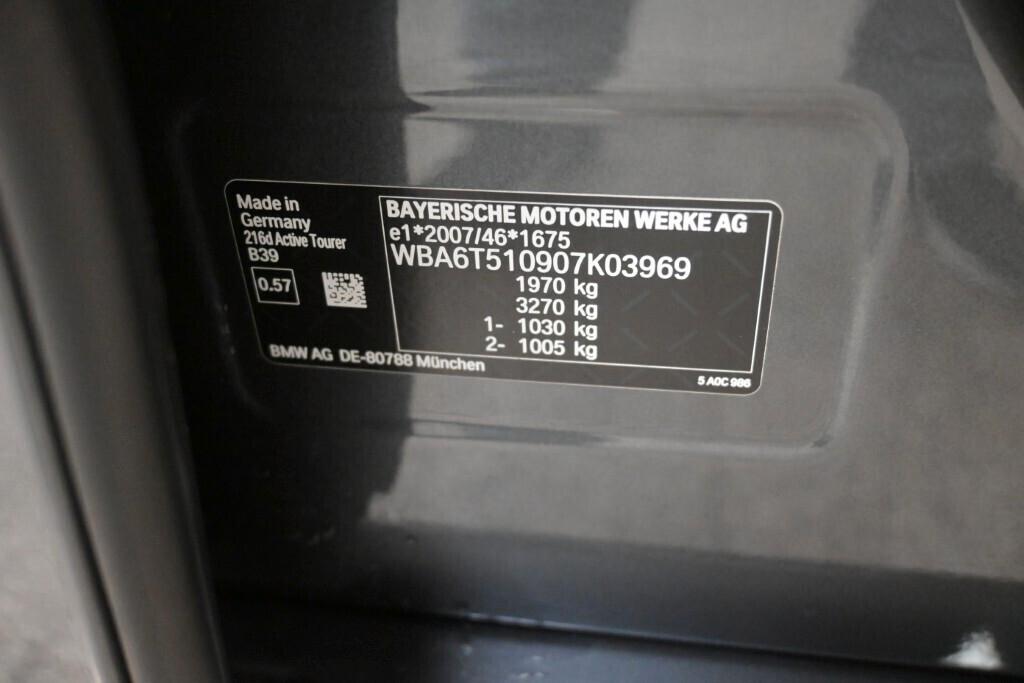 Made in
Germany
216d Active Tourer
B39
0.57
BMW AG DE-80788 München
BAYERISCHE MOTOREN WERKE AG
e1*2007/46*1675
WBA6T510907K03969
1970 kg
3270 kg
1- 1030 kg
2- 1005 kg
5 A0C 986